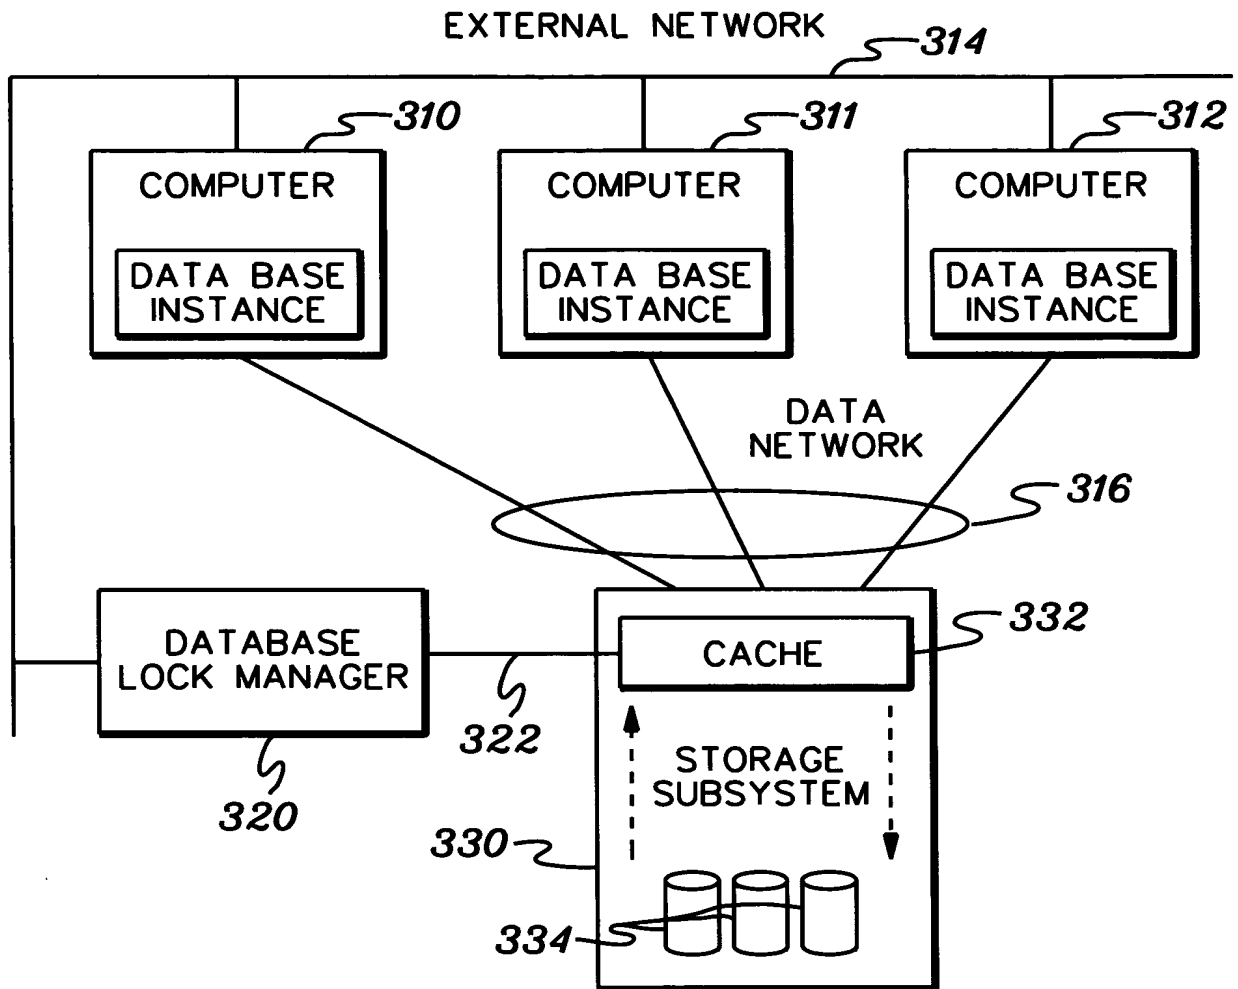 EXTERNAL NETWORK
314
310
311
312
COMPUTER
COMPUTER
COMPUTER
DATA BASE
INSTANCE
DATA BASE
INSTANCE
DATA BASE
INSTANCE
DATA
NETWORK
316
DATABASE
LOCK MANAGER
CACHE
332
322
320
STORAGE
SUBSYSTEM
330
334